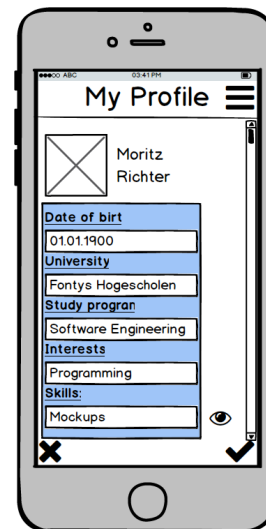 ABC 03:41 PM
My Profile
Moritz
Richter
Date of birt
01.01.1900
University
Fontys Hogescholen
Study progran
Software Engineering
Interests
Programming
Skills:
Mockups